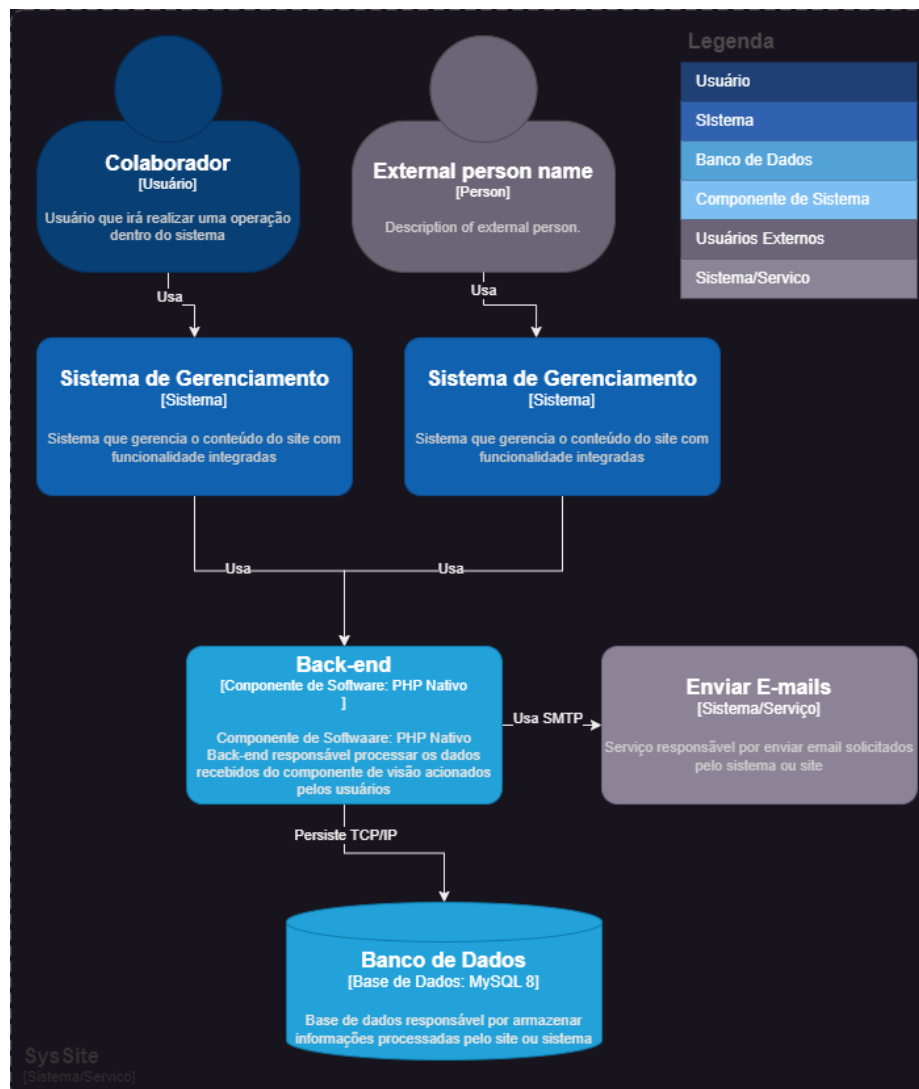 Legenda
Usuário
SIstema
Banco de Dados
Componente de Sistema
Usuários Externos
Sistema/Servico
Colaborador
[Usuário]
Usuário que irá realizar uma operação
dentro do sistema
External person name
[Person]
Description of external person.
Usa
Usa
Sistema de Gerenciamento
[Sistema]
Sistema que gerencia o conteúdo do site com
funcionalidade integradas
Sistema de Gerenciamento
[Sistema]
Sistema que gerencia o conteúdo do site com
funcionalidade integradas
Usa
Usa
Back-end
[Conponente de Software: PHP Nativo
]
Componente de Softwaare: PHP Nativo
Back-end responsável processar os dados
recebidos do componente de visão acionados
pelos usuários
Usa SMTP
Enviar E-mails
[Sistema/Serviço]
Serviço responsãvel por enviar email solicitados
pelo sistema ou site
Persiste TCP/IP
Banco de Dados
[Base de Dados: MySQL 8]
Base de dados responsável por armazenar
informações processadas pelo site ou sistema
SysSite
[Sistema/Servico]